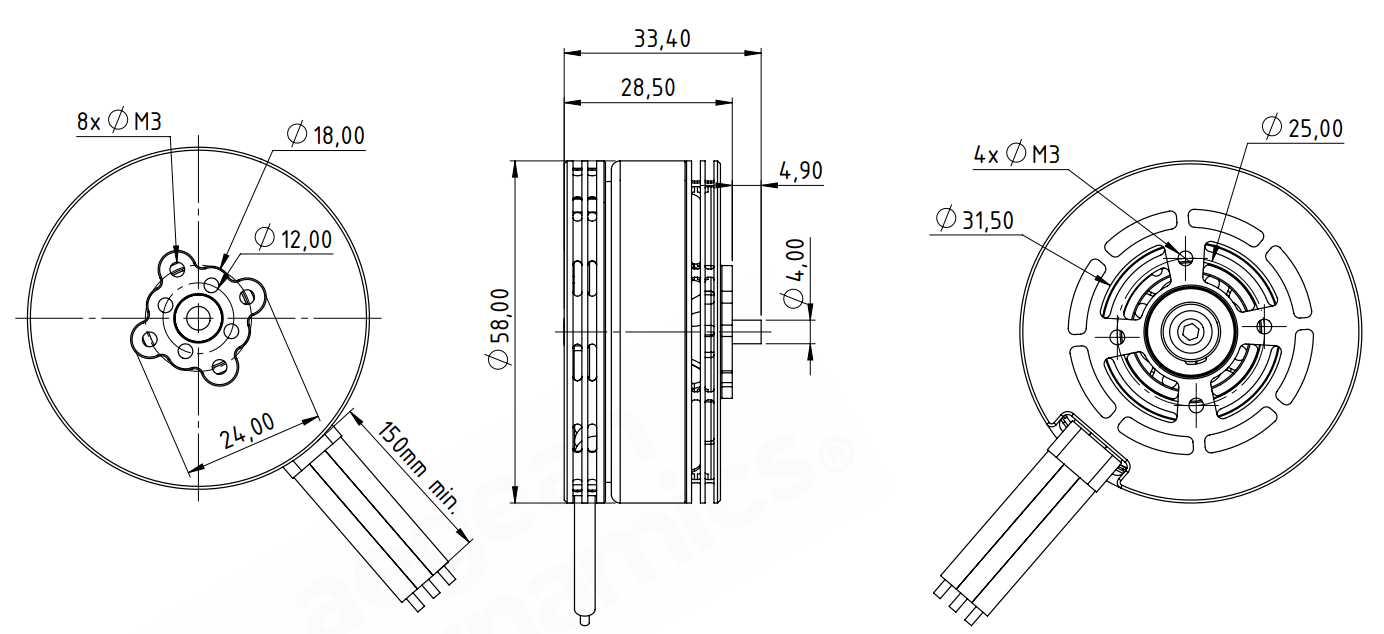 33,40
28,50
8x ∅ M3
∅ 18,00
∅ 12,00
24,00
150mm min.
4,90
∅ 4,00
∅ 58,00
∅ 25,00
4x ∅ M3
∅ 31,50
namics®